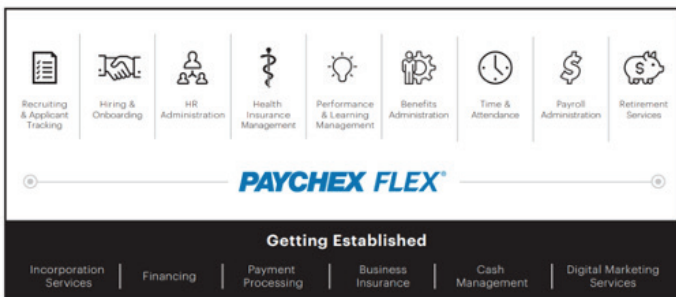 Recruiting
& Applicant
Tracking
Hiring &
Onboarding
HR
Administration
Health
Insurance
Management
Performance
& Learning
Management
Benefits
Administration
Time &
Attendance
Payroll
Administration
Retirement
Services
PAYCHEX FLEX®
Getting Established
Incorporation
Services
Financing
Payment
Processing
Business
Insurance
Cash
Management
Digital Marketing
Services